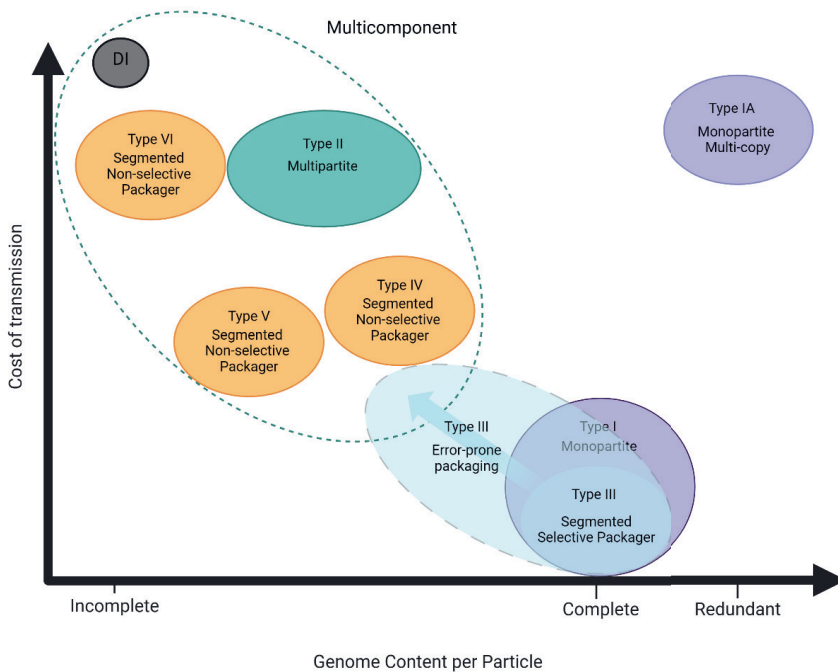 Multicomponent
DI
Type VI
Segmented
Non-selective
Packager
Type II
Multipartite
Type IA
Monopartite
Multi-copy
Type V
Segmented
Non-selective
Packager
Type IV
Segmented
Non-selective
Packager
Type III
Error-prone
packaging
Type I
Monopartite
Type III
Segmented
Selective Packager
Cost of transmission
Incomplete
Complete
Redundant
Genome Content per Particle